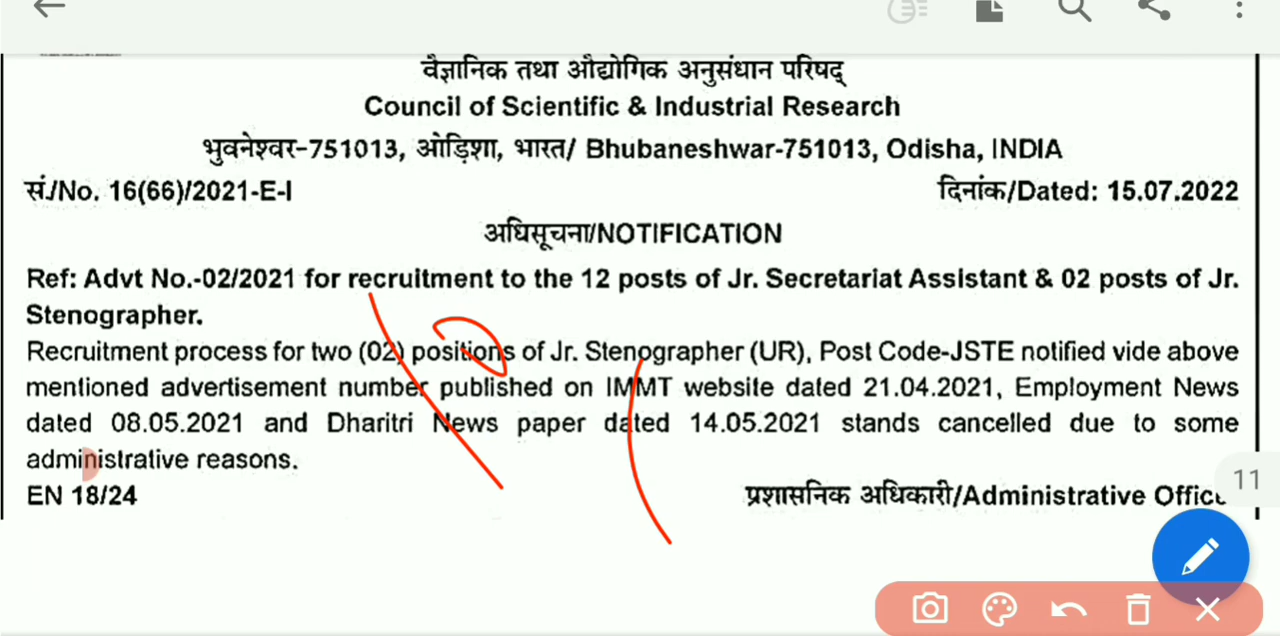 वैज्ञानिक तथा औद्योगिक अनुसंधान परिषद्
Council of Scientific & Industrial Research
भुवनेश्वर-751013, ओड़िशा, भारत/ Bhubaneshwar-751013, Odisha, INDIA
सं./No. 16(66)/2021-E-I
दिनांक/Dated: 15.07.2022
अधिसूचना/NOTIFICATION
Ref: Advt No.-02/2021 for recruitment to the 12 posts of Jr. Secretariat Assistant & 02 posts of Jr.
Stenographer.
Recruitment process for two (02) positions of Jr. Stenographer (UR), Post Code-JSTE notified vide above
mentioned advertisement number published on IMMT website dated 21.04.2021, Employment News
dated 08.05.2021 and Dharitri News paper dated 14.05.2021 stands cancelled due to some
administrative reasons.
EN 18/24
प्रशासनिक अधिकारी/Administrative
11